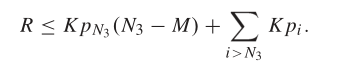 R ≤ Kp_{N_3}(N_3 − M) + ∑_{i>N_3} Kp_i.